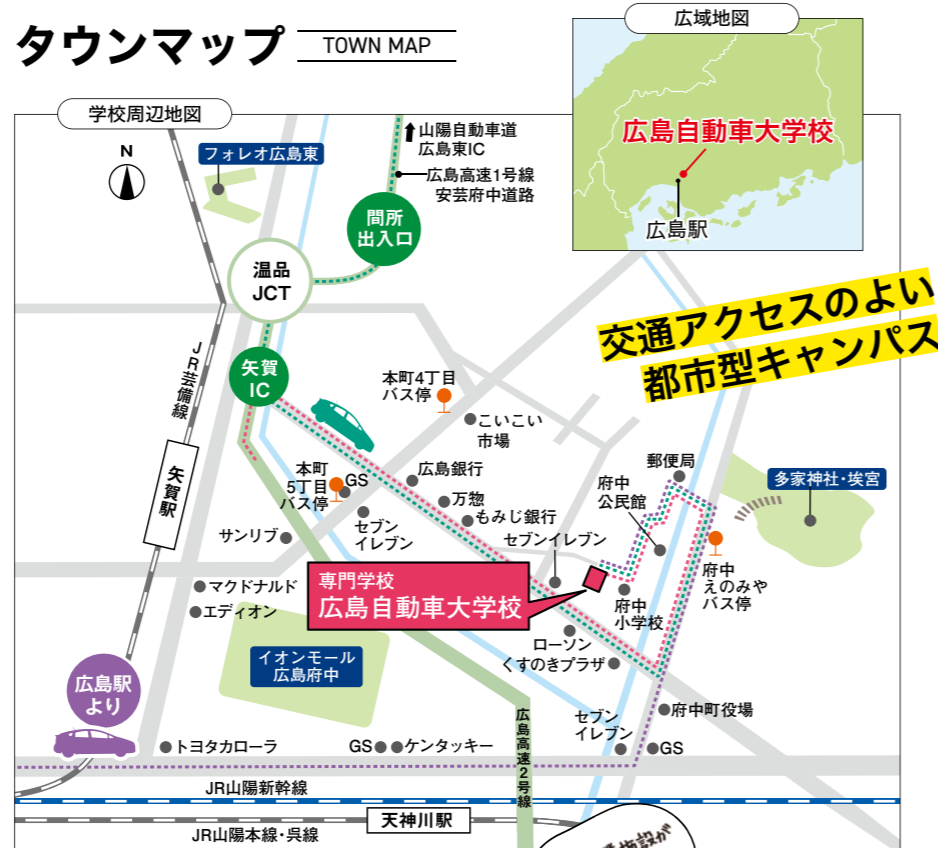 タウンマップ
TOWN MAP
広域地図
広島自動車大学校
広島駅
学校周辺地図
N
フォレオ広島東
山陽自動車道
広島東IC
広島高速1号線
安芸府中道路
間所
出入口
温品
JCT
交通アクセスのよい
都市型キャンパス
JR芸備線
矢賀
IC
本町4丁目
バス停
こいこい
市場
矢賀駅
本町
5丁目
バス停
GS
広島銀行
万惣
もみじ銀行
セブン
イレブン
サンリブ
セブンイレブン
郵便局
府中
公民館
多家神社・埃宮
府中
えのみや
バス停
マクドナルド
エディオン
専門学校
広島自動車大学校
府中
小学校
ローソン
くすのきプラザ
イオンモール
広島府中
広島駅
より
府中町役場
セブン
イレブン
GS
トヨタカローラ
GS
ケンタッキー
広島高速2号線
JR山陽新幹線
天神川駅
JR山陽本線・呉線
施設が